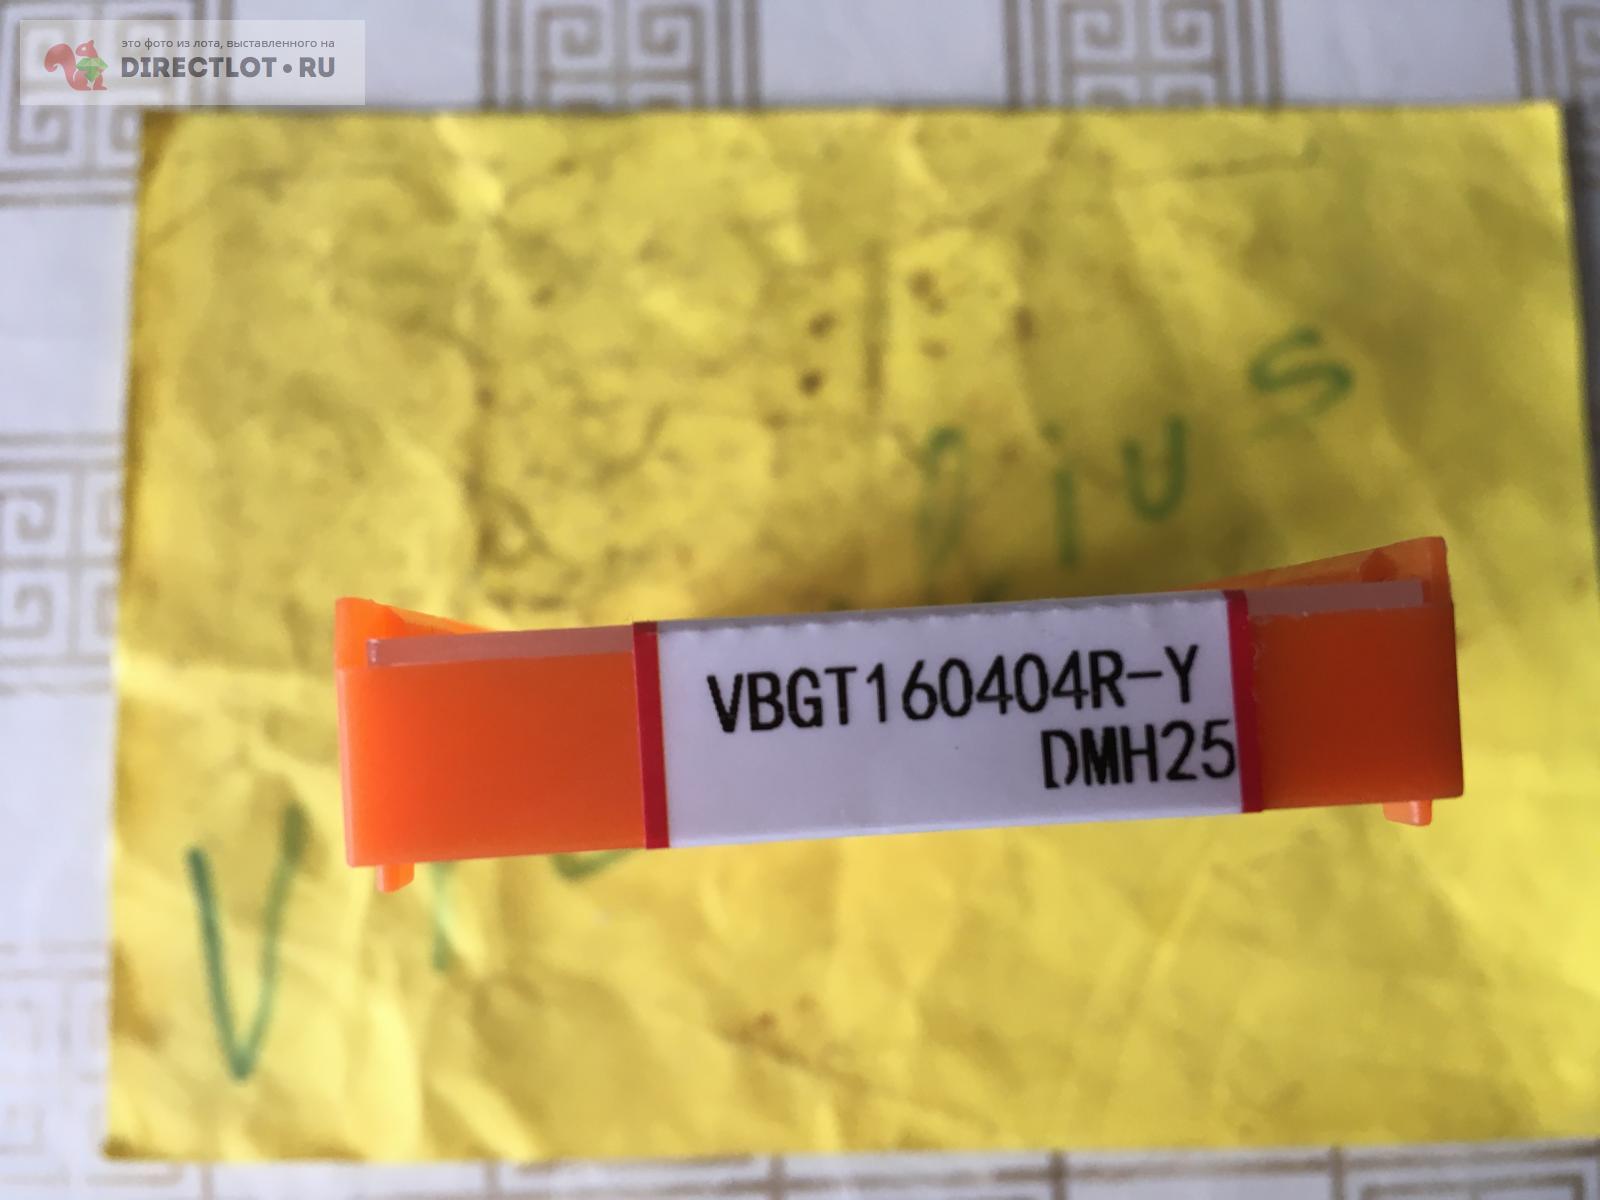 это фото из лота, выставленного на
DIRECTLOT•RU
VBGT160404R-Y
DMH25